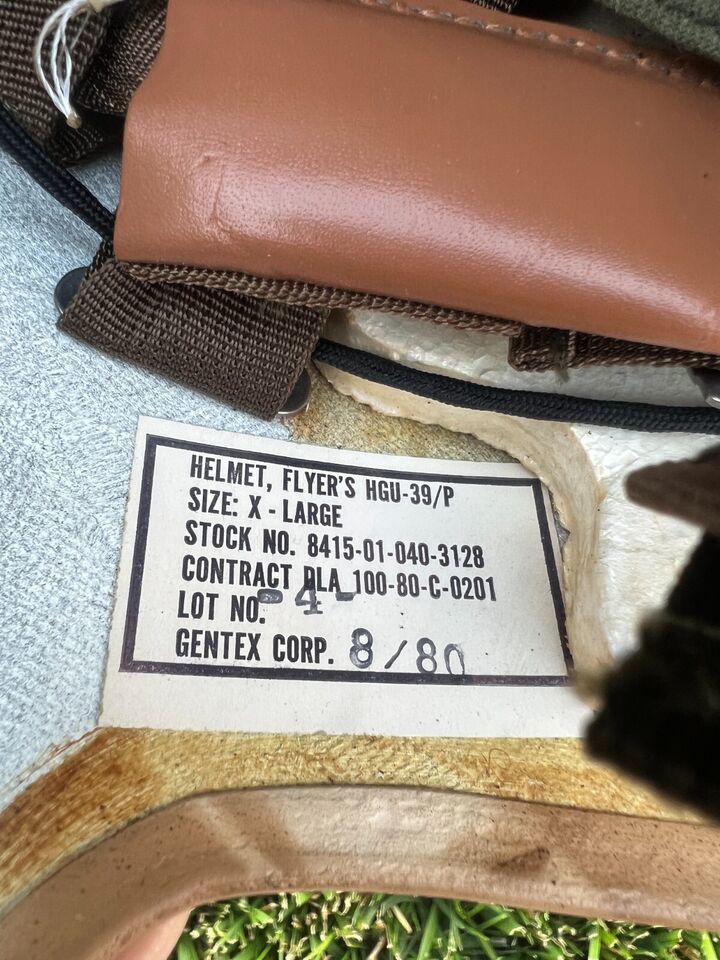 HELMET, FLYER'S HGU-39/P
SIZE: X - LARGE
STOCK NO. 8415-01-040-3128
CONTRACT DLA 100-80-C-0201
LOT NO. -4-
GENTEX CORP. 8/80